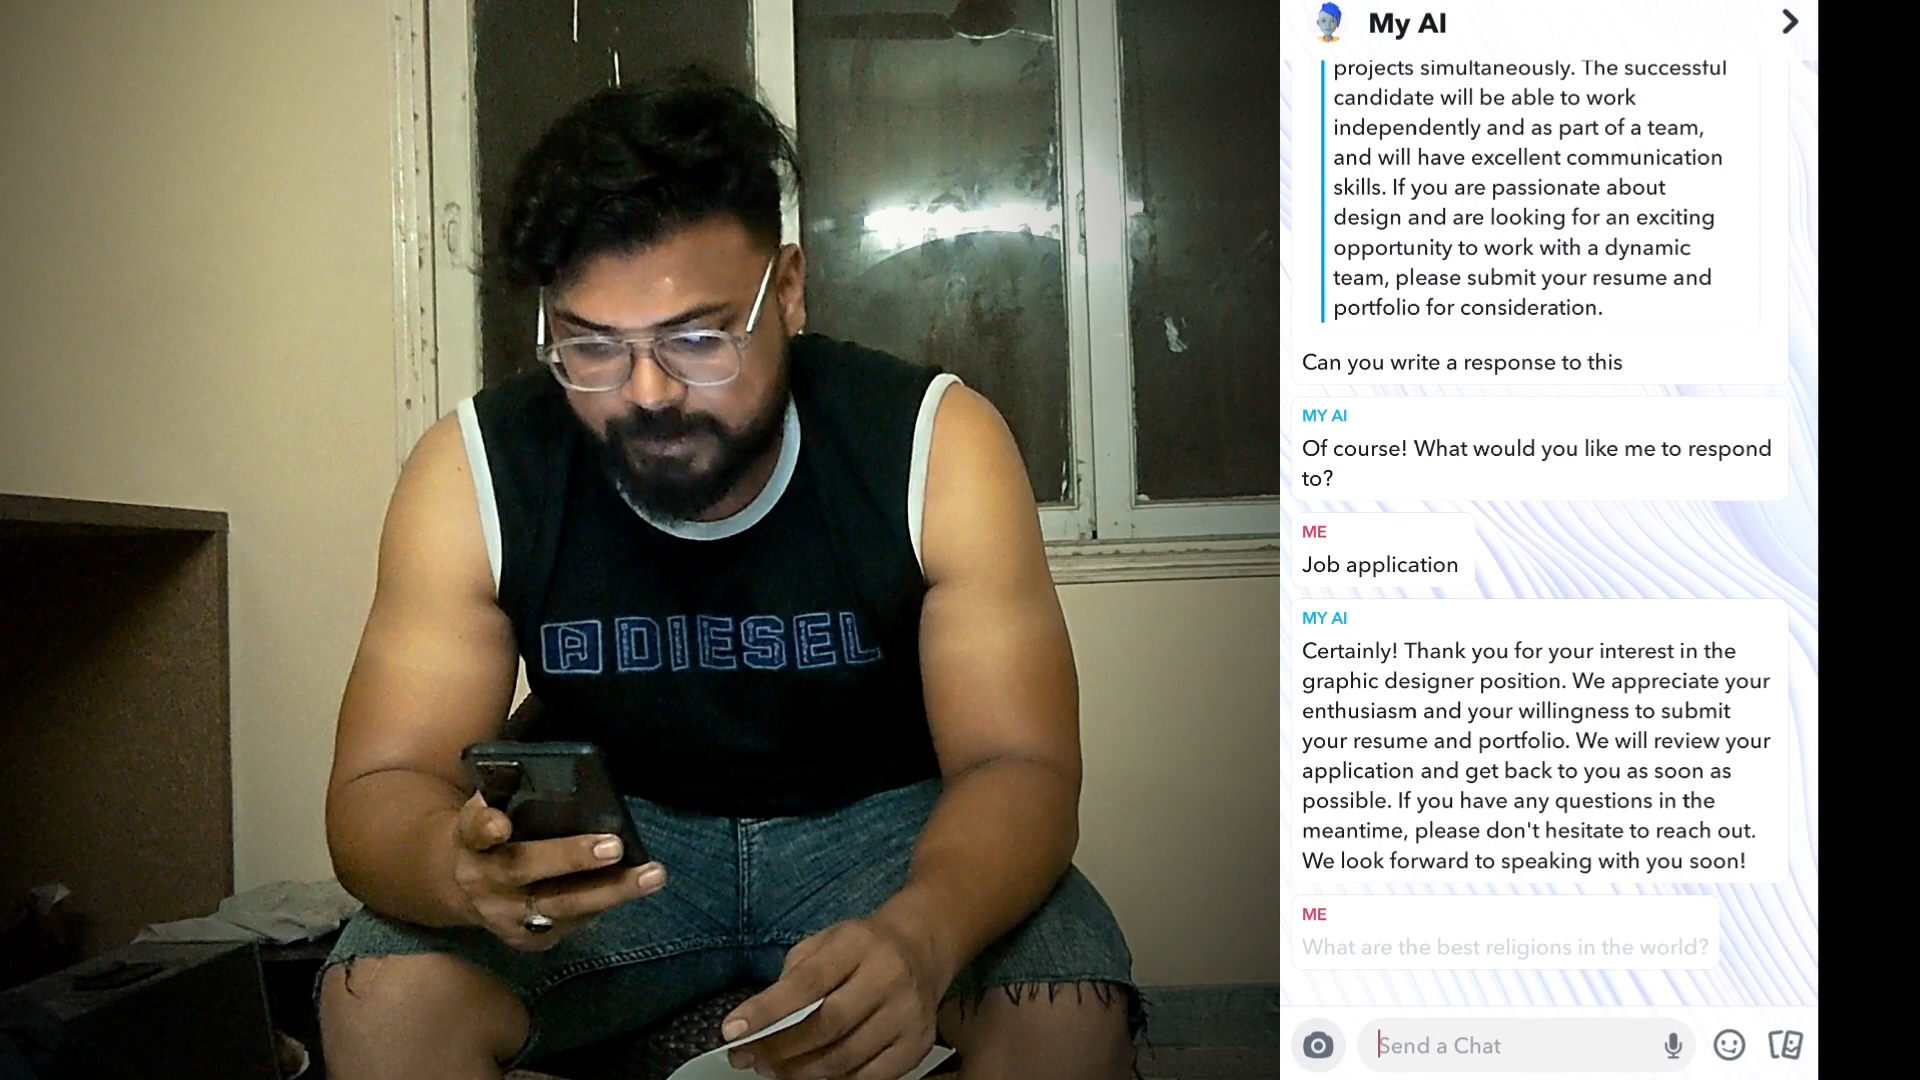 My AI
projects simultaneously. The successful
candidate will be able to work
independently and as part of a team,
and will have excellent communication
skills. If you are passionate about
design and are looking for an exciting
opportunity to work with a dynamic
team, please submit your resume and
portfolio for consideration.
Can you write a response to this
MY AI
Of course! What would you like me to respond
to?
ME
Job application
MY AI
Certainly! Thank you for your interest in the
graphic designer position. We appreciate your
enthusiasm and your willingness to submit
your resume and portfolio. We will review your
application and get back to you as soon as
possible. If you have any questions in the
meantime, please don't hesitate to reach out.
We look forward to speaking with you soon!
ME
What are the best religions in the world?
Send a Chat
A DIESEL